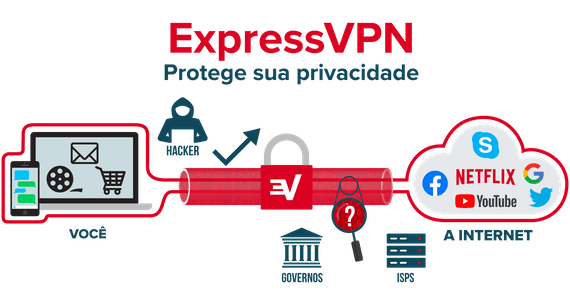 ExpressVPN
Protege sua privacidade
HACKER
NETFLIX
YouTube
?
VOCÊ
A INTERNET
GOVERNOS
ISPS